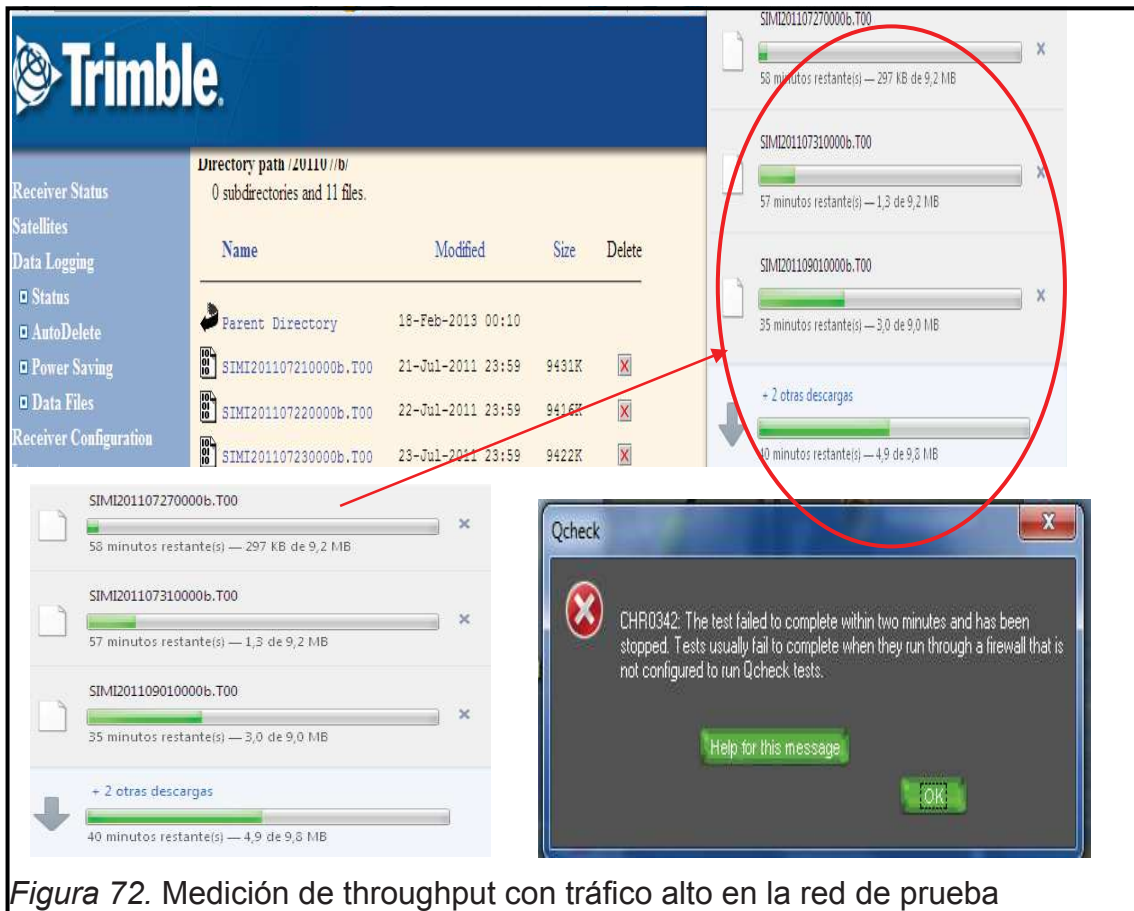 Trimble.
Receiver Status
Satellites
Data Logging
Status
AutoDelete
Power Saving
Data Files
Receiver Configuration
Directory path /201107/b/
0 subdirectories and 11 files.
Name Modified Size Delete
Parent Directory 18-Feb-2013 00:10
SIMI201107210000b.T00 21-Jul-2011 23:59 9431K
SIMI201107220000b.T00 22-Jul-2011 23:59 9416K
SIMI201107230000b.T00 23-Jul-2011 23:59 9422K
SIMI201107270000b.T00
58 minutos restante(s) — 297 KB de 9,2 MB
SIMI201107310000b.T00
57 minutos restante(s) — 1,3 de 9,2 MB
SIMI201109010000b.T00
35 minutos restante(s) — 3,0 de 9,0 MB
+ 2 otras descargas
40 minutos restante(s) — 4,9 de 9,8 MB
SIMI201107270000b.T00
58 minutos restante(s) — 297 KB de 9,2 MB
SIMI201107310000b.T00
57 minutos restante(s) — 1,3 de 9,2 MB
SIMI201109010000b.T00
35 minutos restante(s) — 3,0 de 9,0 MB
+ 2 otras descargas
40 minutos restante(s) — 4,9 de 9,8 MB
Qcheck
CHR0342: The test failed to complete within two minutes and has been
stopped. Tests usually fail to complete when they run through a firewall that is
not configured to run Qcheck tests.
Help for this message
OK
Figura 72. Medición de throughput con tráfico alto en la red de prueba